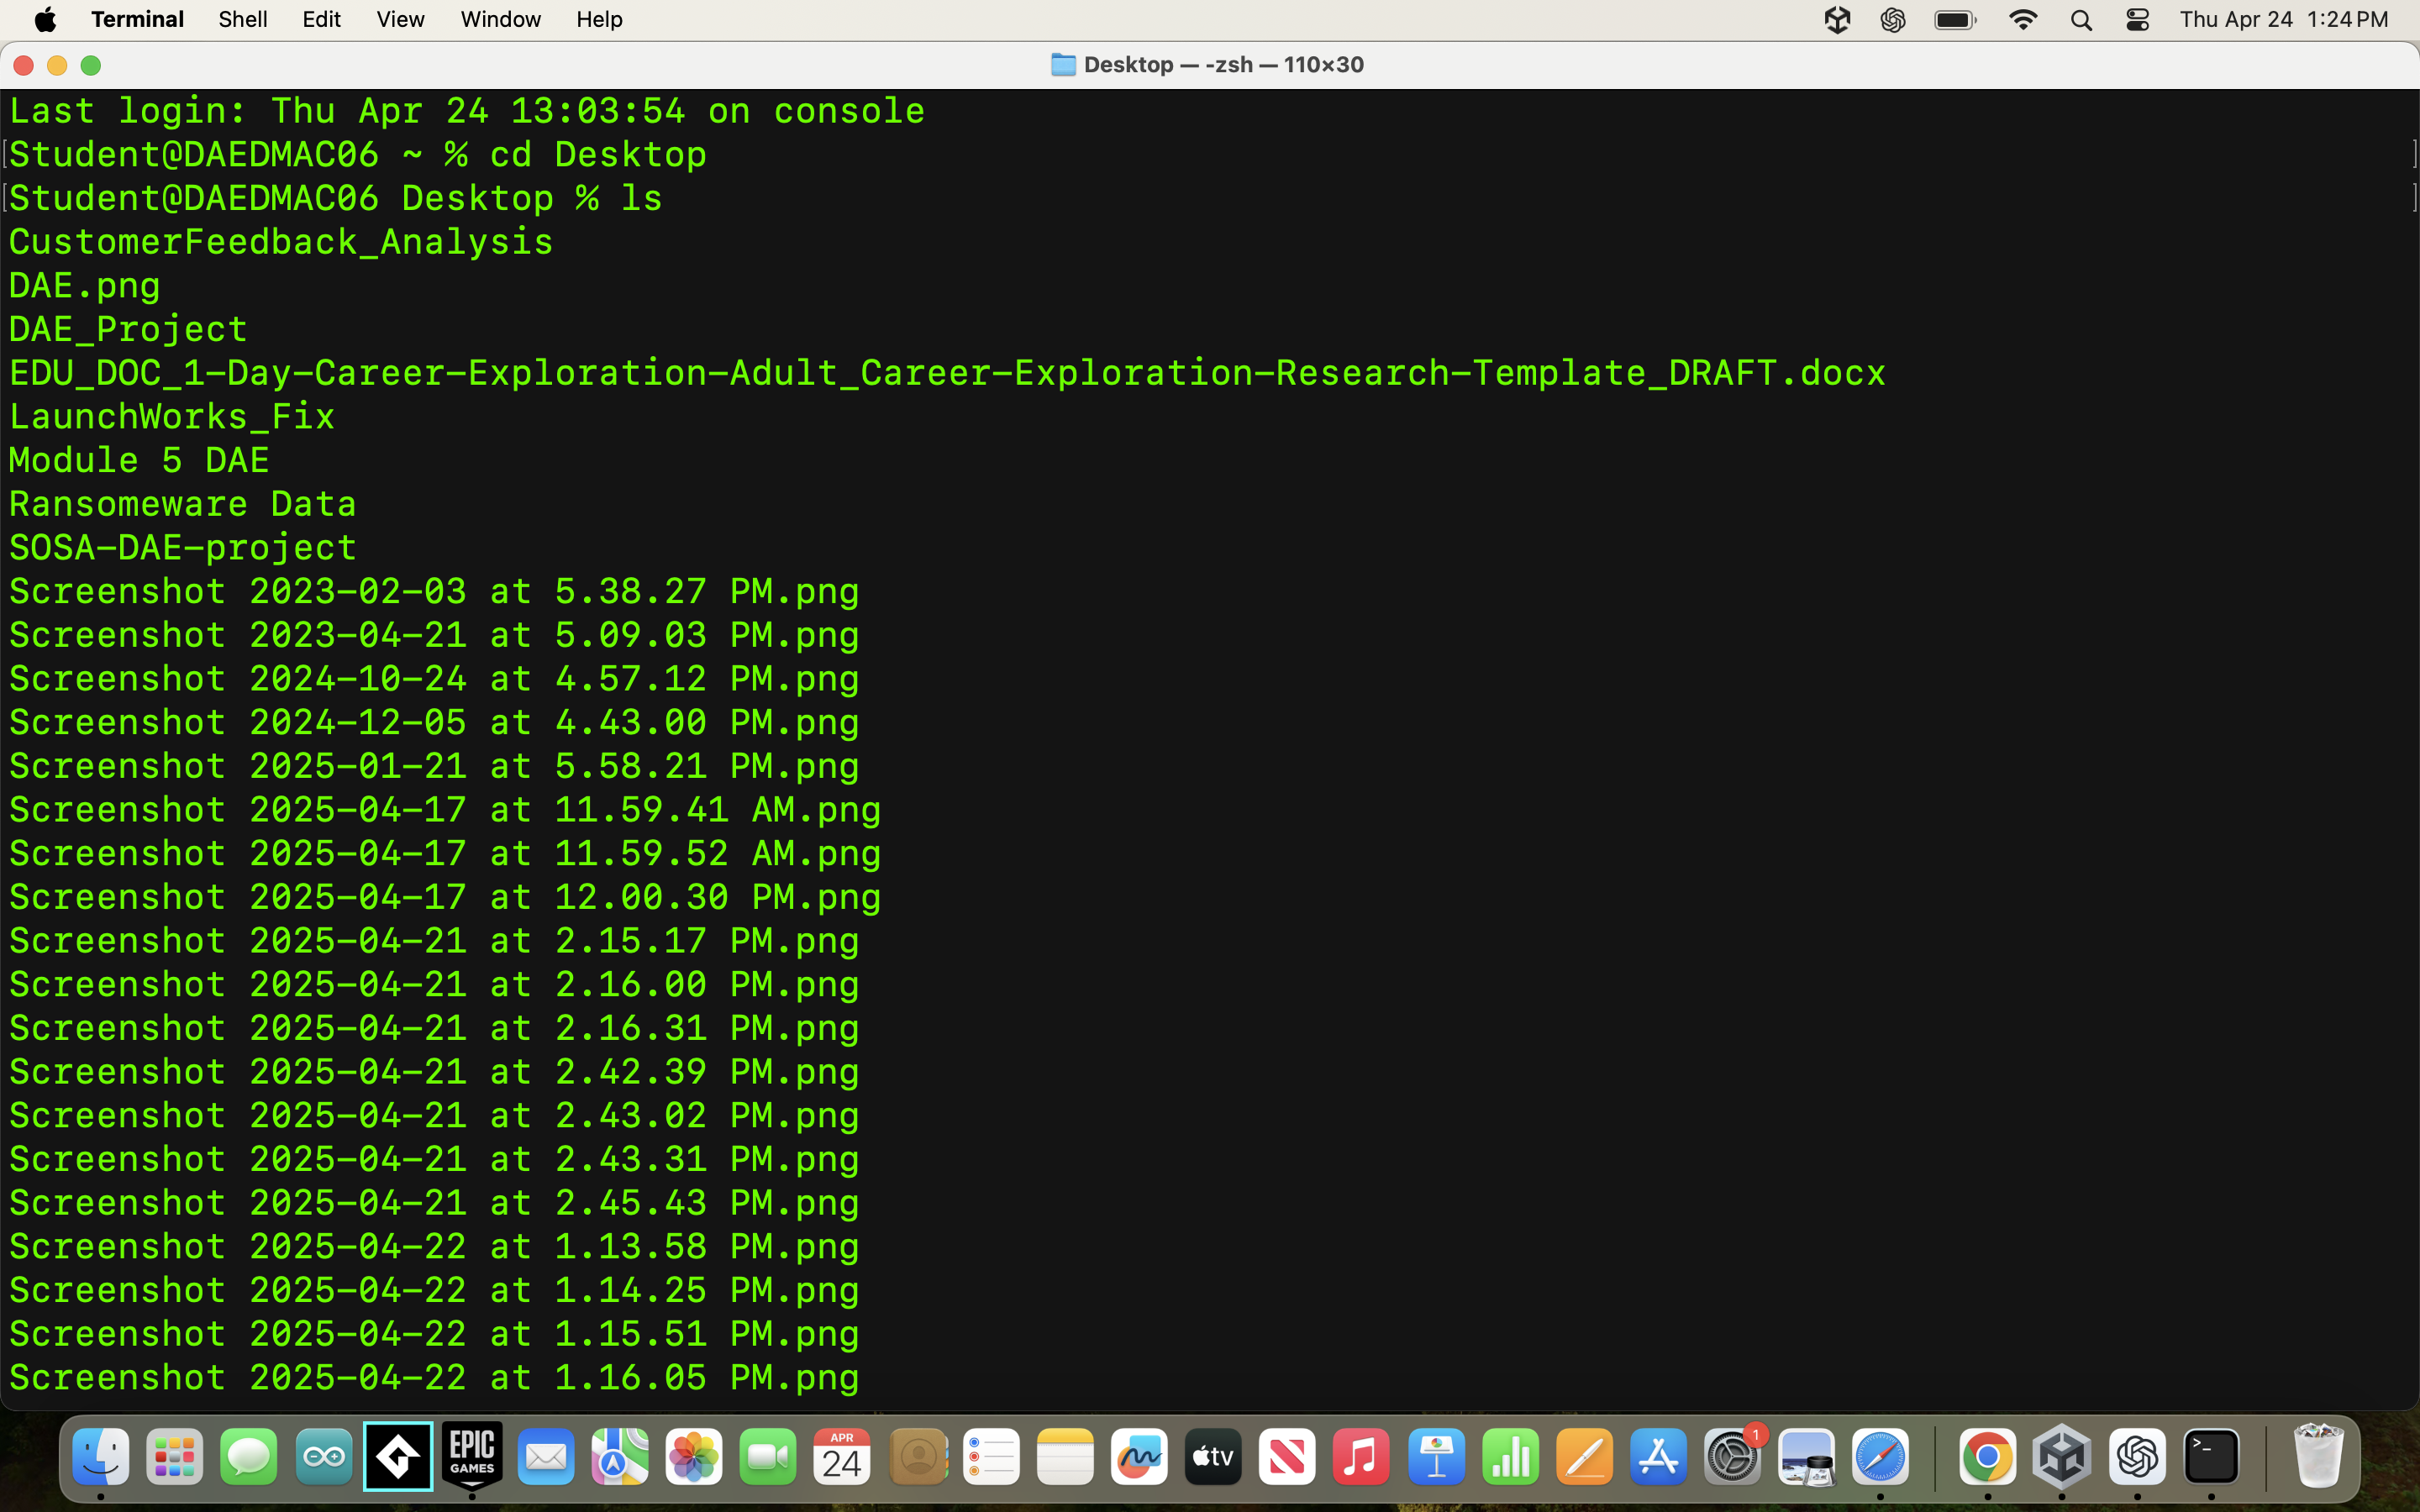 Terminal Shell Edit View Window Help Thu Apr 24 1:24 PM
Desktop — -zsh — 110×30
Last login: Thu Apr 24 13:03:54 on console
[Student@DAEDMAC06 ~ % cd Desktop ]
[Student@DAEDMAC06 Desktop % ls ]
CustomerFeedback_Analysis
DAE.png
DAE_Project
EDU_DOC_1-Day-Career-Exploration-Adult_Career-Exploration-Research-Template_DRAFT.docx
LaunchWorks_Fix
Module 5 DAE
Ransomeware Data
SOSA-DAE-project
Screenshot 2023-02-03 at 5.38.27 PM.png
Screenshot 2023-04-21 at 5.09.03 PM.png
Screenshot 2024-10-24 at 4.57.12 PM.png
Screenshot 2024-12-05 at 4.43.00 PM.png
Screenshot 2025-01-21 at 5.58.21 PM.png
Screenshot 2025-04-17 at 11.59.41 AM.png
Screenshot 2025-04-17 at 11.59.52 AM.png
Screenshot 2025-04-17 at 12.00.30 PM.png
Screenshot 2025-04-21 at 2.15.17 PM.png
Screenshot 2025-04-21 at 2.16.00 PM.png
Screenshot 2025-04-21 at 2.16.31 PM.png
Screenshot 2025-04-21 at 2.42.39 PM.png
Screenshot 2025-04-21 at 2.43.02 PM.png
Screenshot 2025-04-21 at 2.43.31 PM.png
Screenshot 2025-04-21 at 2.45.43 PM.png
Screenshot 2025-04-22 at 1.13.58 PM.png
Screenshot 2025-04-22 at 1.14.25 PM.png
Screenshot 2025-04-22 at 1.15.51 PM.png
Screenshot 2025-04-22 at 1.16.05 PM.png
EPIC
GAMES
APR
24
tv
1
>_